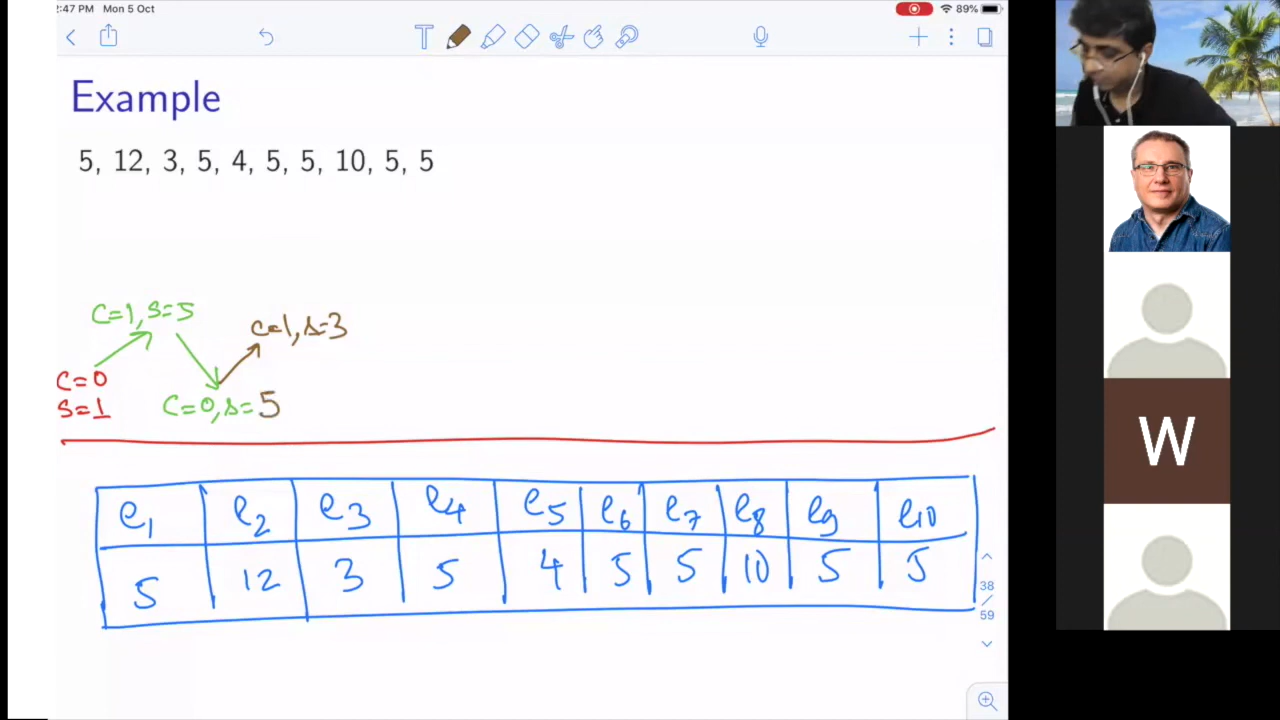 :47 PM Mon 5 Oct
89%
Example
5, 12, 3, 5, 4, 5, 5, 10, 5, 5
C=1, s=5
c=1, s=3
C=0
s=1
C=0, s=5
e1 e2 e3 e4 e5 e6 e7 e8 e9 e10
5 12 3 5 4 5 5 10 5 5
38
/
59
W